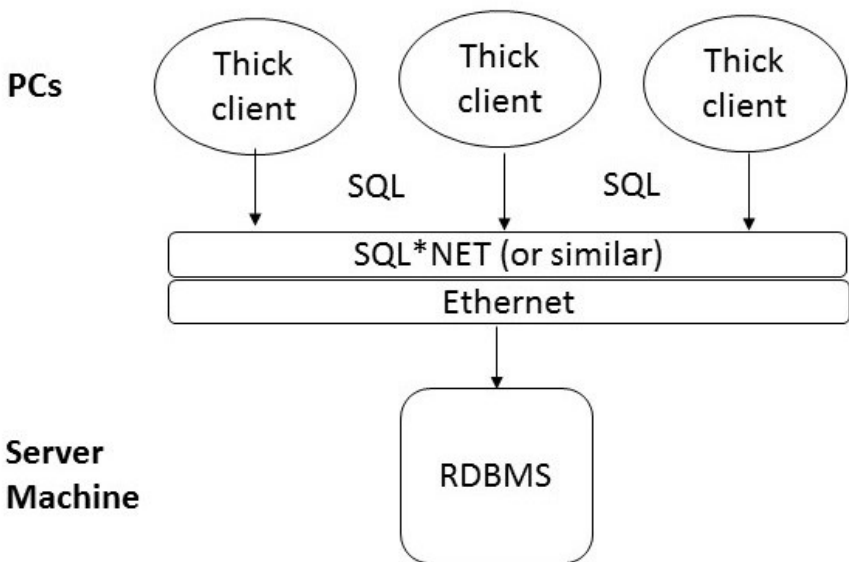 PCs
Thick
client
Thick
client
Thick
client
SQL
SQL
SQL*NET (or similar)
Ethernet
Server
Machine
RDBMS